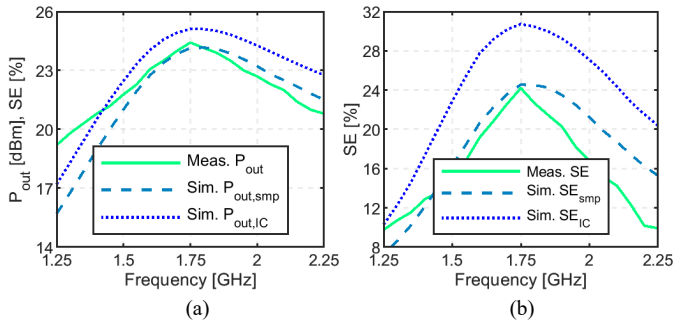 26
23
20
17
14
P_out [dBm], SE [%]
Meas. P_out
Sim. P_out,smp
Sim. P_out,IC
1.25 1.5 1.75 2 2.25
Frequency [GHz]
(a)
32
28
24
20
16
12
8
SE [%]
Meas. SE
Sim. SE_smp
Sim. SE_IC
1.25 1.5 1.75 2 2.25
Frequency [GHz]
(b)